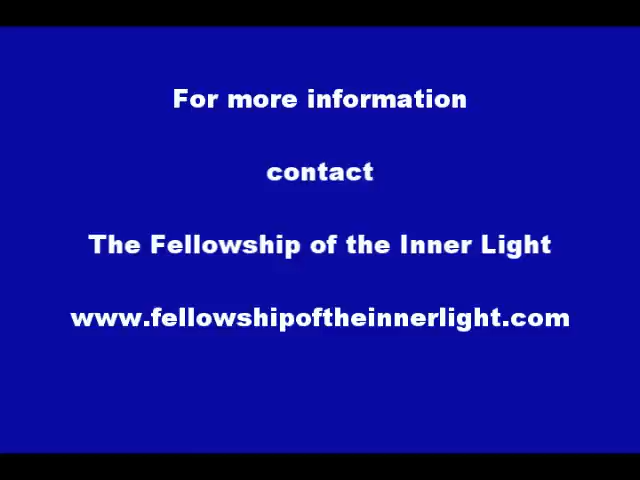 For more information
contact
The Fellowship of the Inner Light
www.fellowshipoftheinnerlight.com